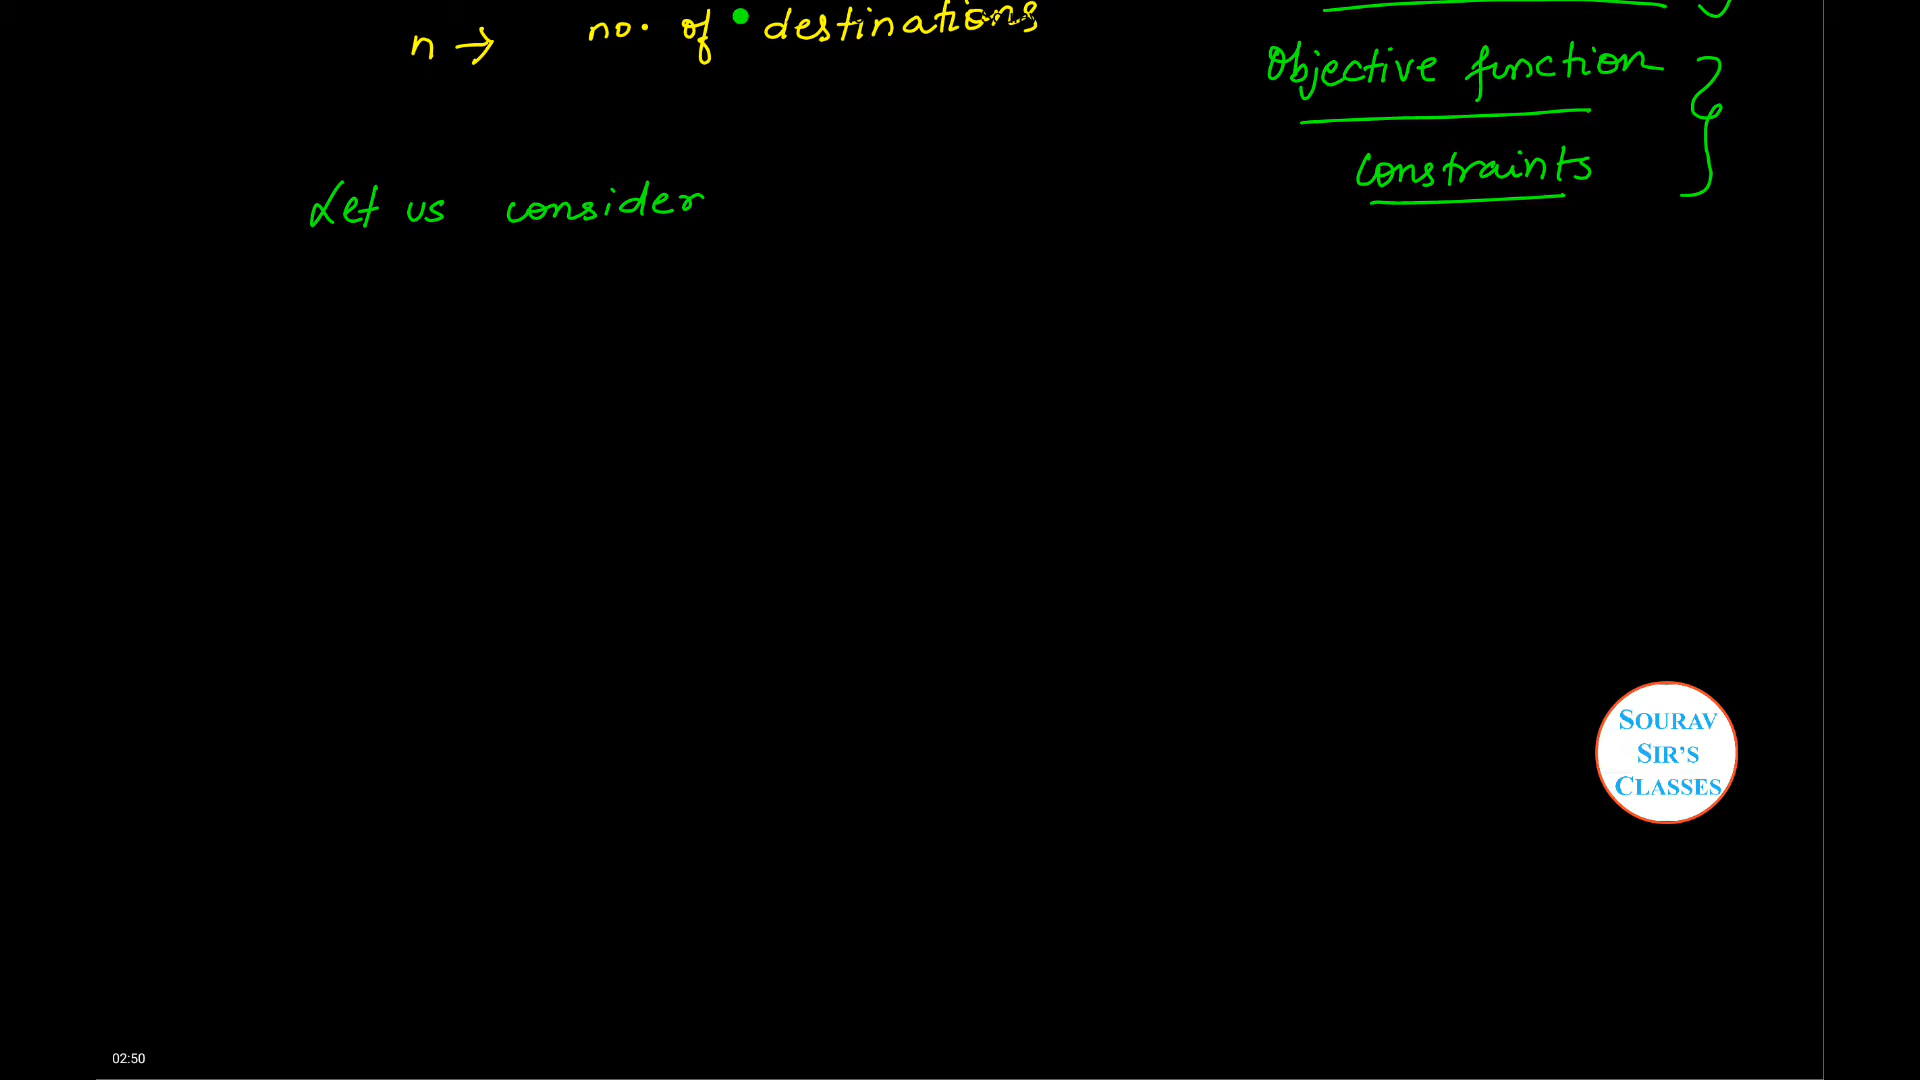 n → no. of destinations
Objective function
constraints
Let us consider
SOURAV
SIR'S
CLASSES
02:50